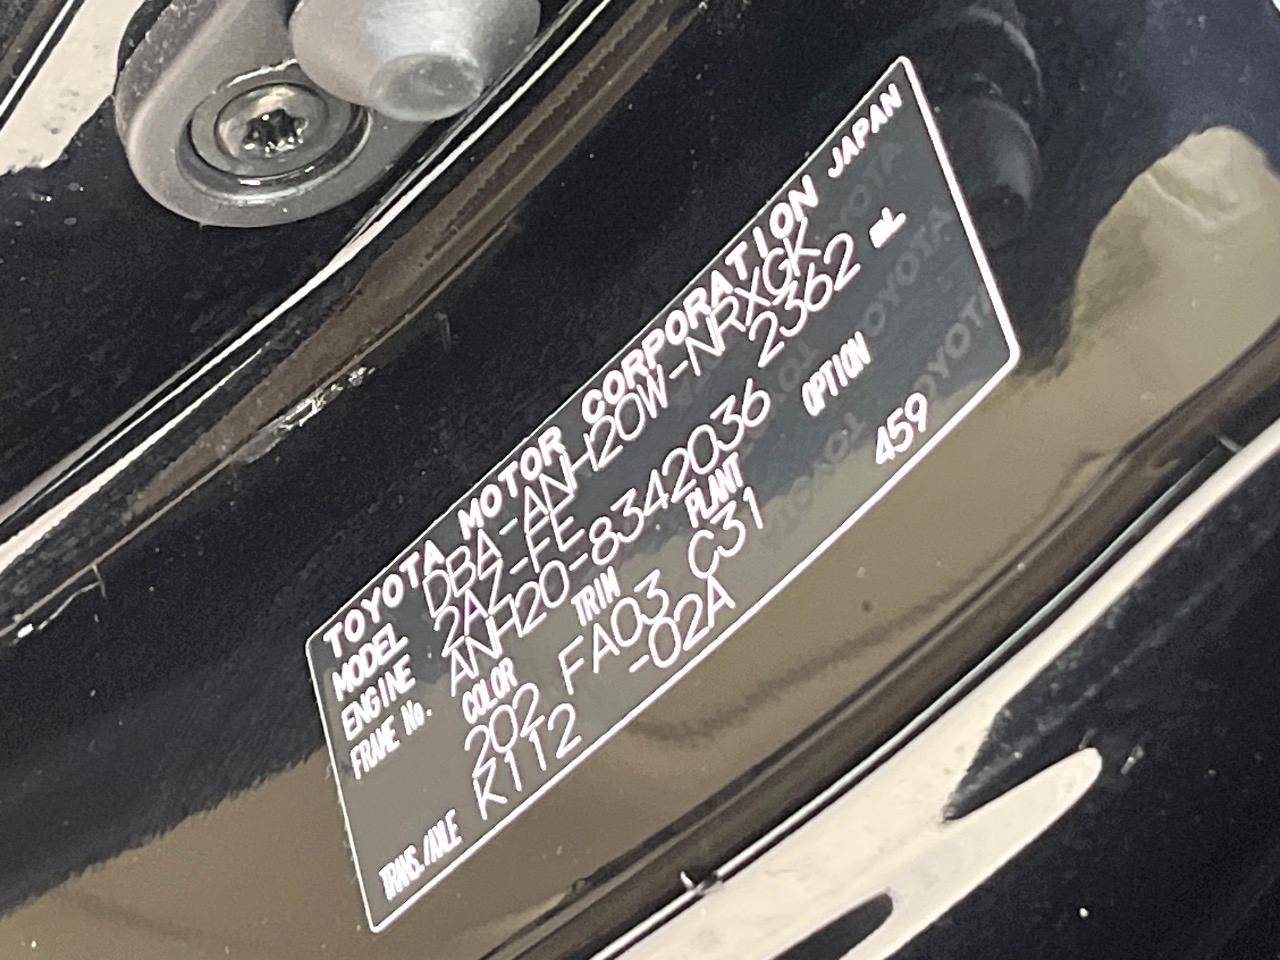 TOYOTA MOTOR CORPORATION JAPAN
MODEL DBA-ANH20W-NRXGK
ENGINE 2AZ-FE 2362 mL
FRAME No. ANH20-8342036
COLOR TRIM PLANT OPTION
202 FA03 C31 459
TRANS./AXLE K112 -02A